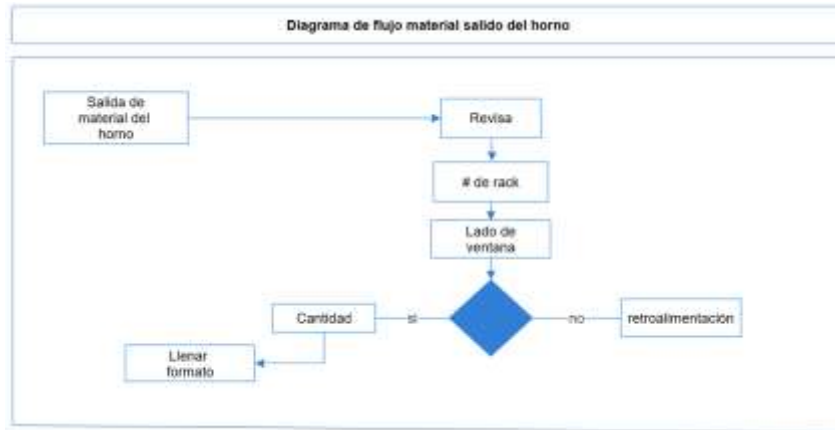 Diagrama de flujo material salido del horno
Salida de
material del
horno
Revisa
# de rack
Lado de
ventana
Cantidad
si
no
retroalimentación
Llenar
formato